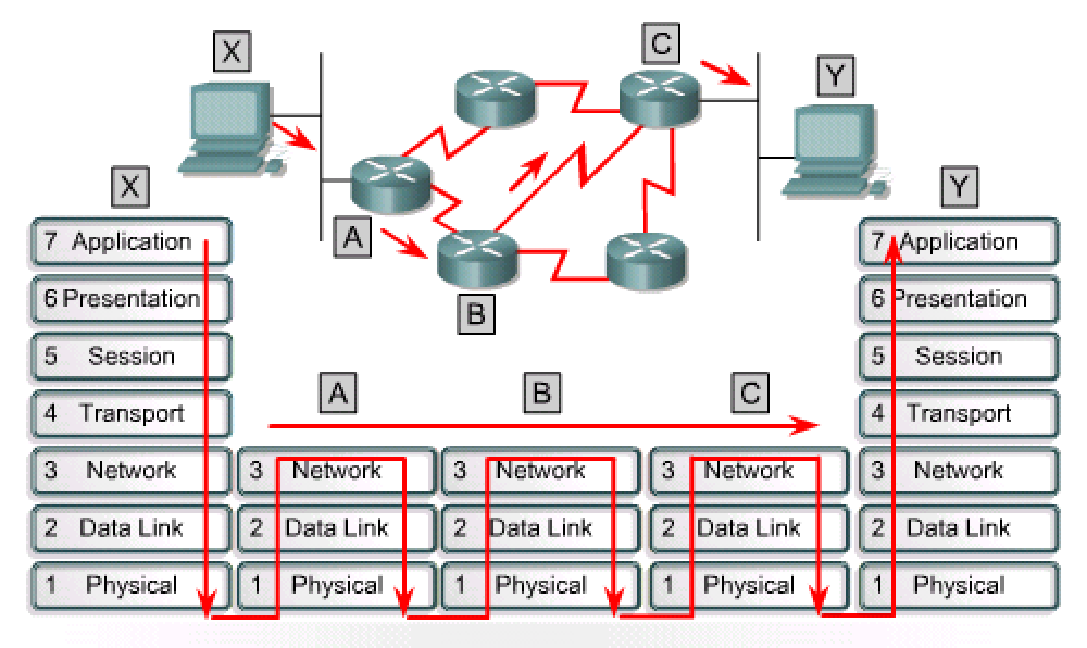 X
C
Y
A
B
X
Y
7 Application
6 Presentation
5 Session
4 Transport
3 Network
2 Data Link
1 Physical
A
B
C
3 Network
2 Data Link
1 Physical
3 Network
2 Data Link
1 Physical
3 Network
2 Data Link
1 Physical
7 Application
6 Presentation
5 Session
4 Transport
3 Network
2 Data Link
1 Physical